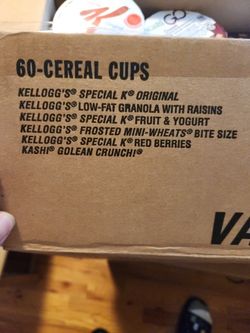 60-CEREAL CUPS
KELLOGG'S® SPECIAL K® ORIGINAL
KELLOGG'S® LOW-FAT GRANOLA WITH RAISINS
KELLOGG'S® SPECIAL K® FRUIT & YOGURT
KELLOGG'S® FROSTED MINI-WHEATS® BITE SIZE
KELLOGG'S® SPECIAL K® RED BERRIES
KASHI® GOLEAN CRUNCH!®
VA